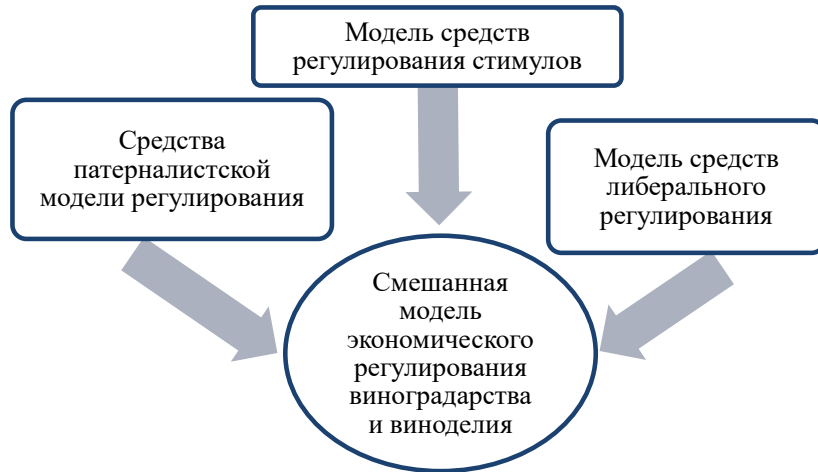 Модель средств
регулирования стимулов
Средства
патерналистской
модели регулирования
Модель средств
либерального
регулирования
Смешанная
модель
экономического
регулирования
виноградарства
и виноделия